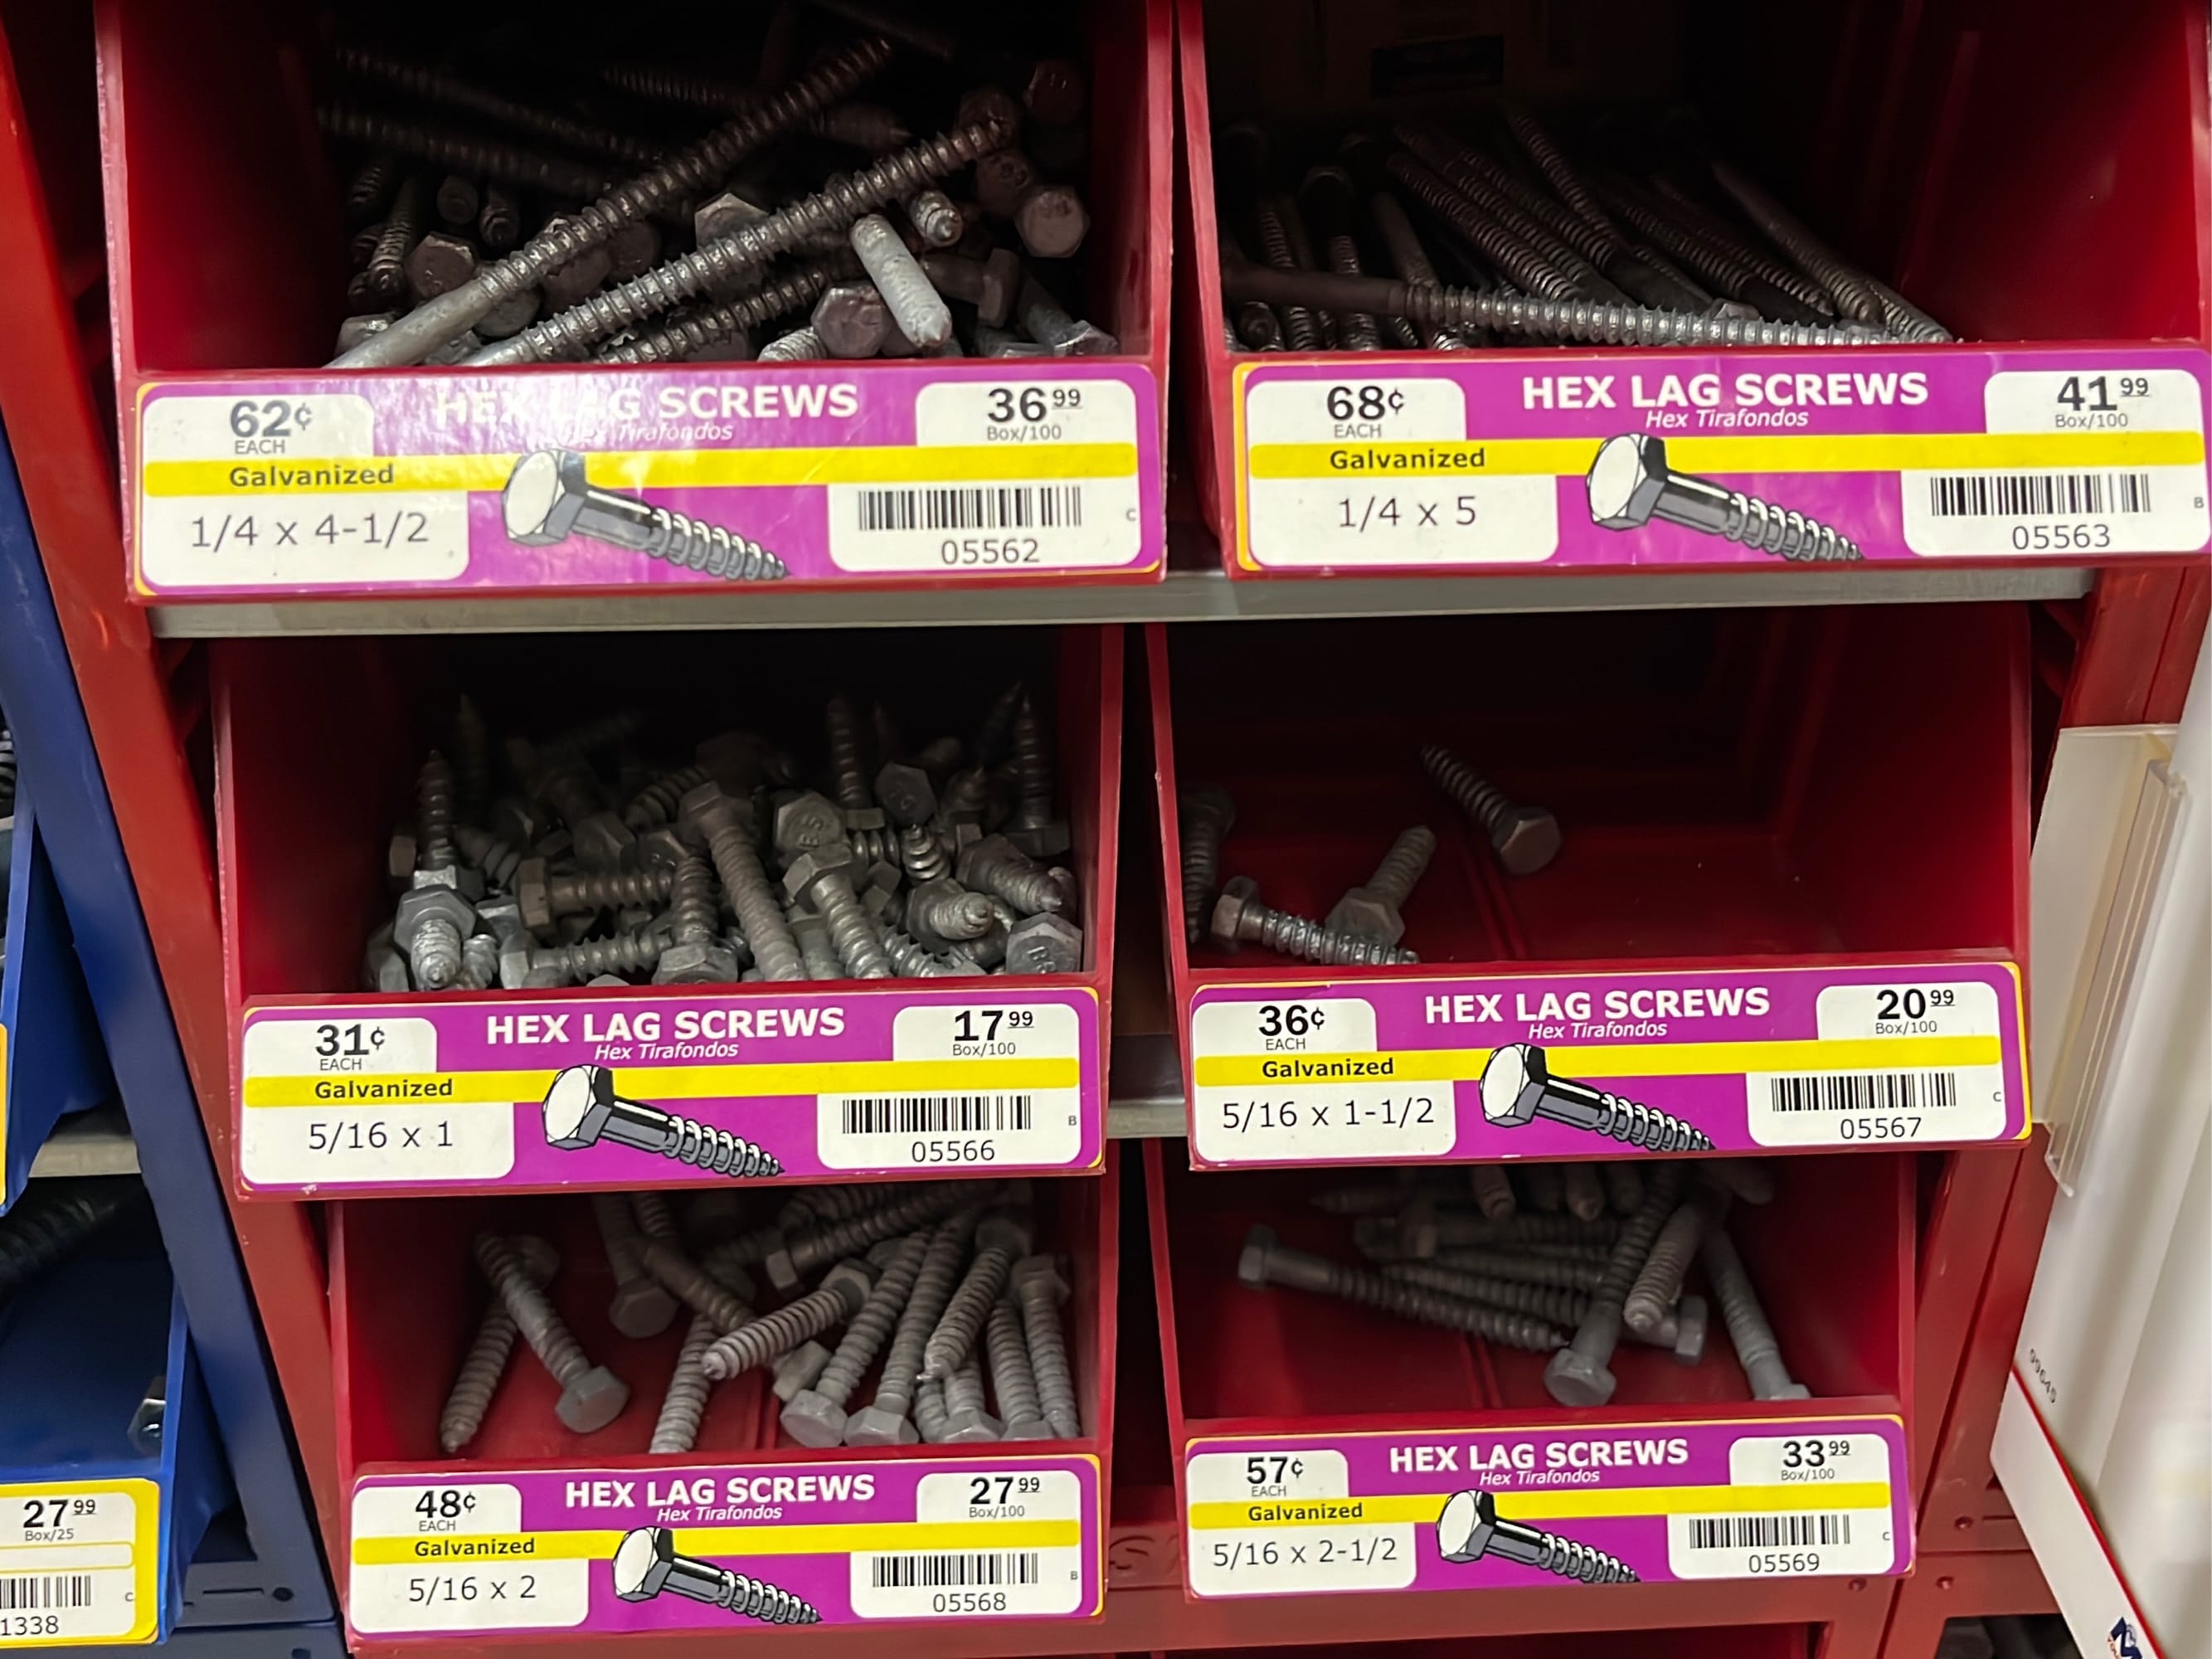 62¢
EACH
HEX LAG SCREWS
Hex Tirafondos
36 99
Box/100
Galvanized
1/4 x 4-1/2
05562
C
68¢
EACH
HEX LAG SCREWS
Hex Tirafondos
41 99
Box/100
Galvanized
1/4 x 5
05563
B
31¢
EACH
HEX LAG SCREWS
Hex Tirafondos
17 99
Box/100
Galvanized
5/16 x 1
05566
B
36¢
EACH
HEX LAG SCREWS
Hex Tirafondos
20 99
Box/100
Galvanized
5/16 x 1-1/2
05567
C
48¢
EACH
HEX LAG SCREWS
Hex Tirafondos
27 99
Box/100
Galvanized
5/16 x 2
05568
B
57¢
EACH
HEX LAG SCREWS
Hex Tirafondos
33 99
Box/100
Galvanized
5/16 x 2-1/2
05569
C
27 99
Box/25
C
1338